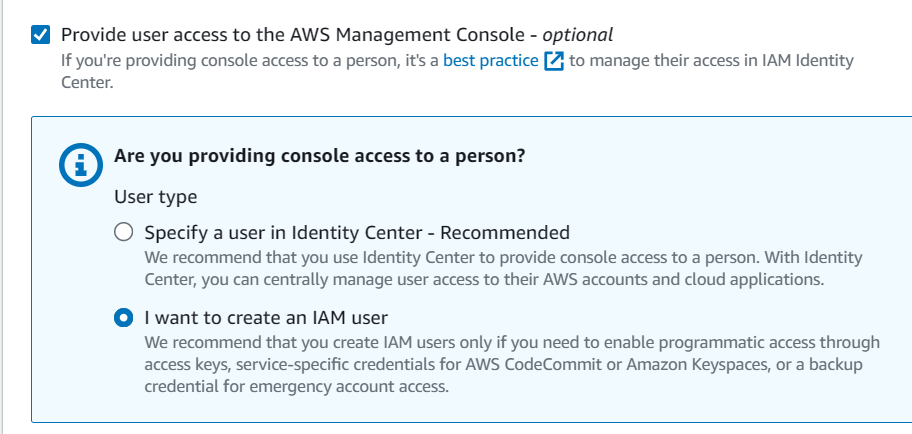 Provide user access to the AWS Management Console - optional
If you're providing console access to a person, it's a best practice to manage their access in IAM Identity
Center.
Are you providing console access to a person?
User type
Specify a user in Identity Center - Recommended
We recommend that you use Identity Center to provide console access to a person. With Identity
Center, you can centrally manage user access to their AWS accounts and cloud applications.
I want to create an IAM user
We recommend that you create IAM users only if you need to enable programmatic access through
access keys, service-specific credentials for AWS CodeCommit or Amazon Keyspaces, or a backup
credential for emergency account access.